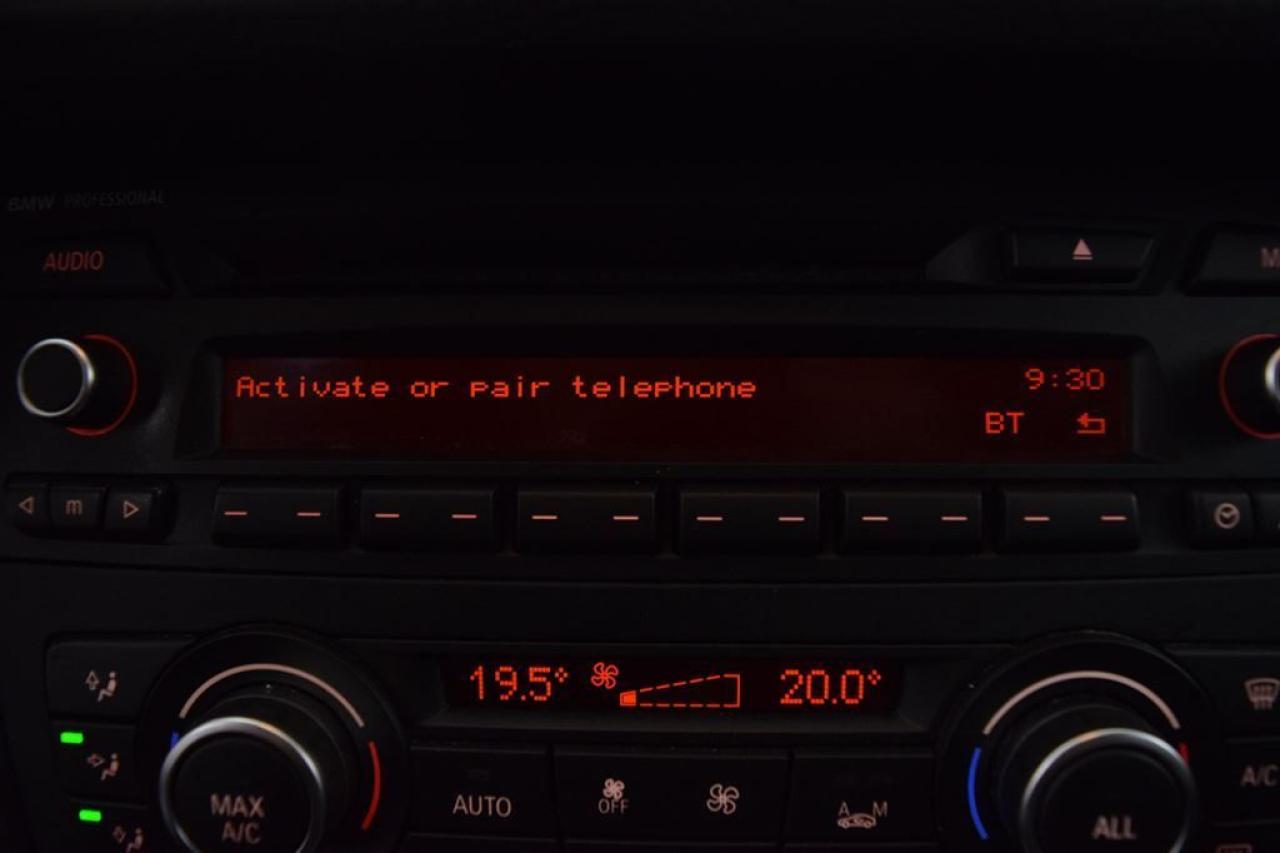 BMW PROFESSIONAL
AUDIO
M
Activate or pair telephone
9:30
BT
m
19.5°
20.0°
MAX
A/C
AUTO
OFF
A M
ALL
A/C